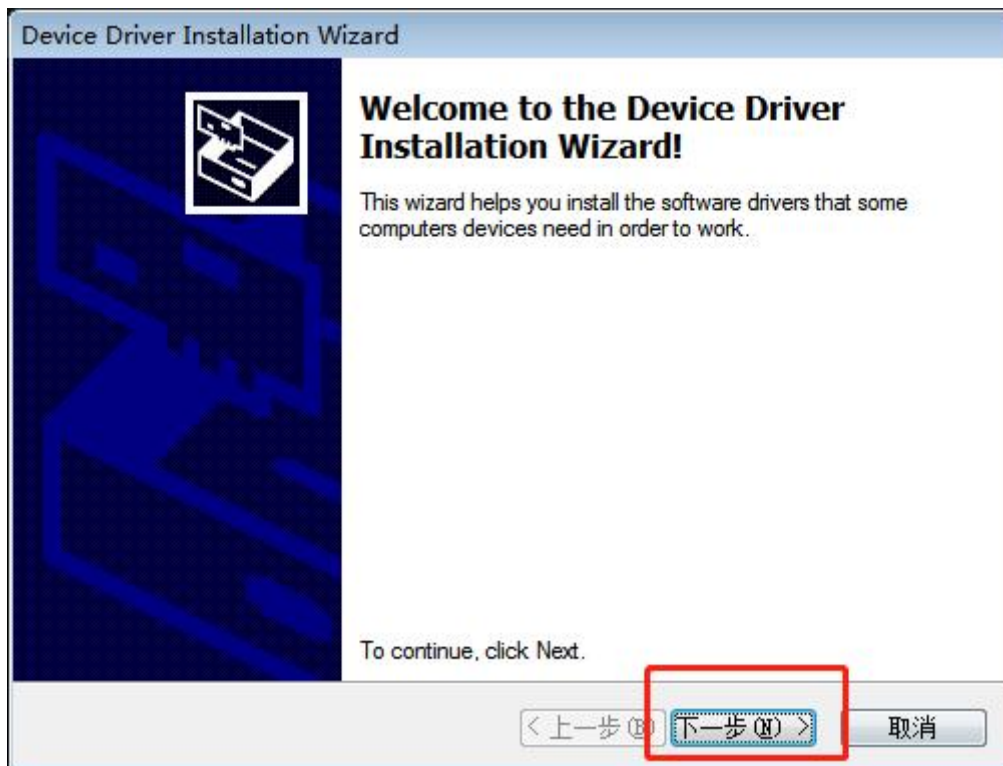 Device Driver Installation Wizard
Welcome to the Device Driver
Installation Wizard!
This wizard helps you install the software drivers that some
computers devices need in order to work.
To continue, click Next.
< 上一步(B) 下一步(N) > 取消